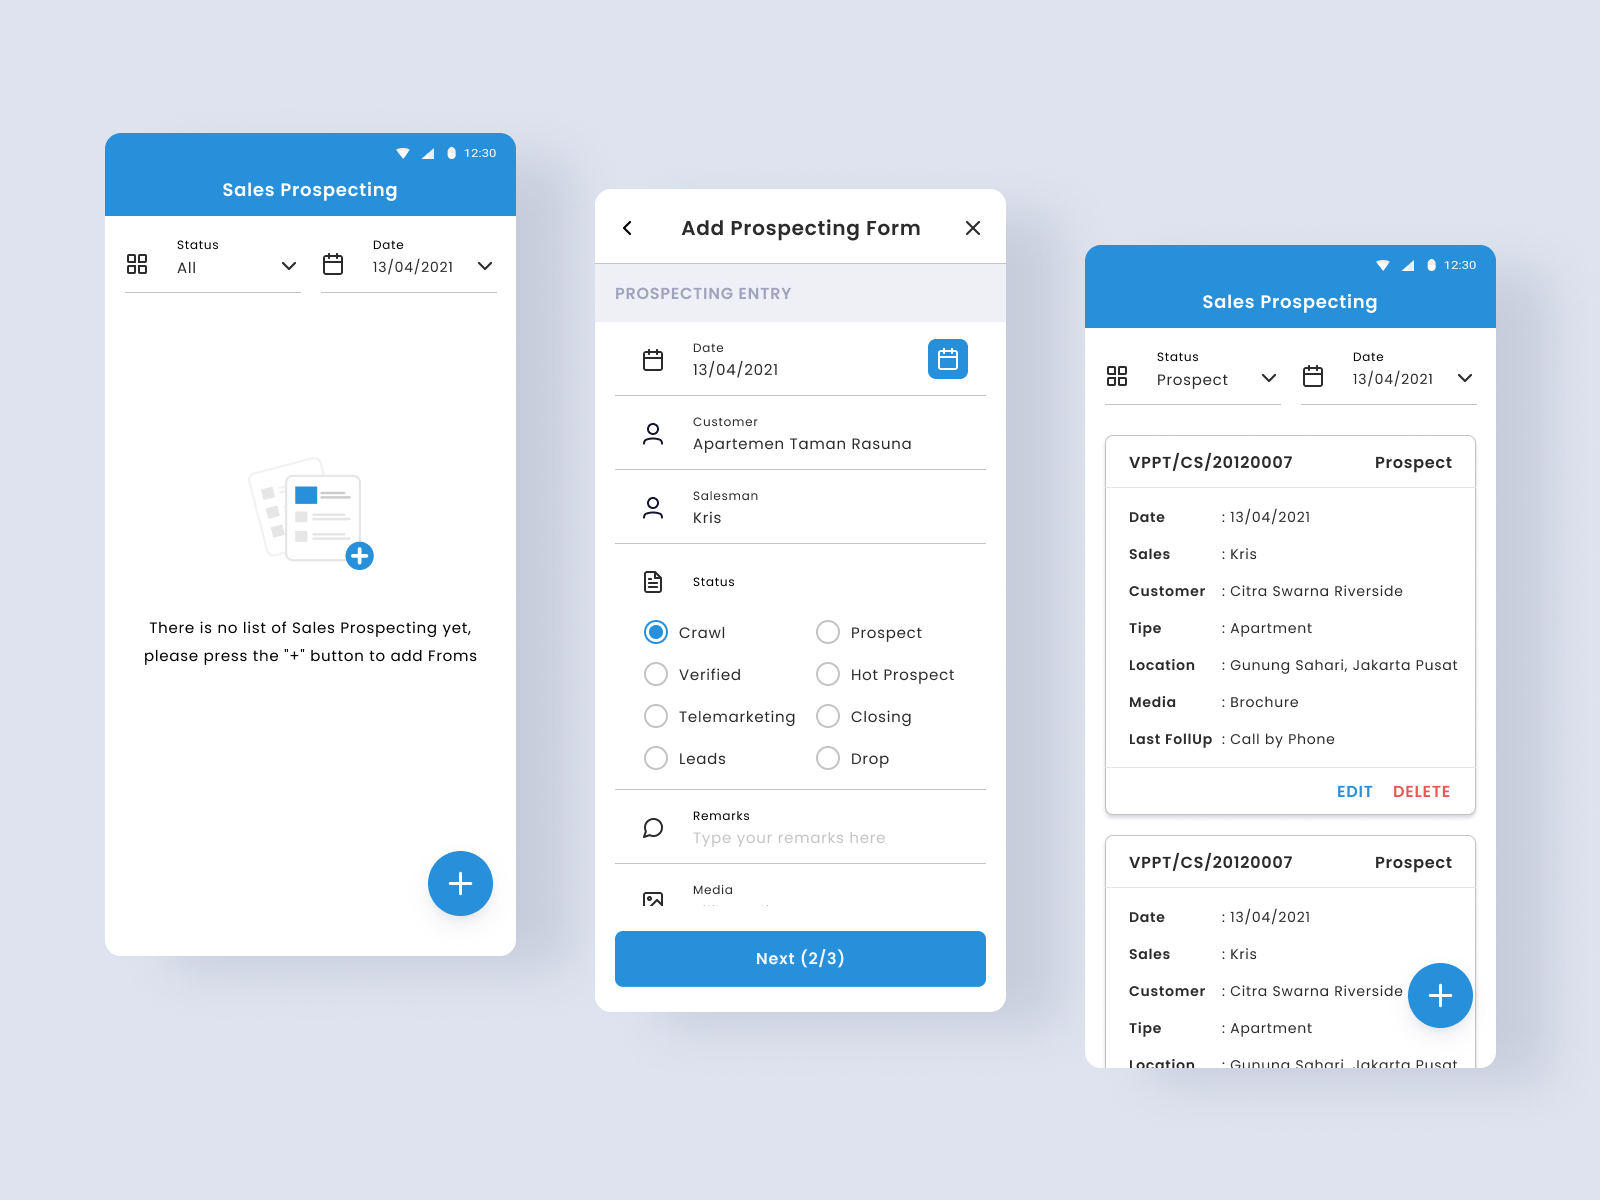 12:30
Sales Prospecting
Status
All
Date
13/04/2021
There is no list of Sales Prospecting yet,
please press the "+" button to add Froms
Add Prospecting Form
PROSPECTING ENTRY
Date
13/04/2021
Customer
Apartemen Taman Rasuna
Salesman
Kris
Status
Crawl
Prospect
Verified
Hot Prospect
Telemarketing
Closing
Leads
Drop
Remarks
Type your remarks here
Media
Next (2/3)
12:30
Sales Prospecting
Status
Prospect
Date
13/04/2021
VPPT/CS/20120007 Prospect
Date : 13/04/2021
Sales : Kris
Customer : Citra Swarna Riverside
Tipe : Apartment
Location : Gunung Sahari, Jakarta Pusat
Media : Brochure
Last FollUp : Call by Phone
EDIT DELETE
VPPT/CS/20120007 Prospect
Date : 13/04/2021
Sales : Kris
Customer : Citra Swarna Riverside
Tipe : Apartment
Location : Gunung Sahari, Jakarta Pusat